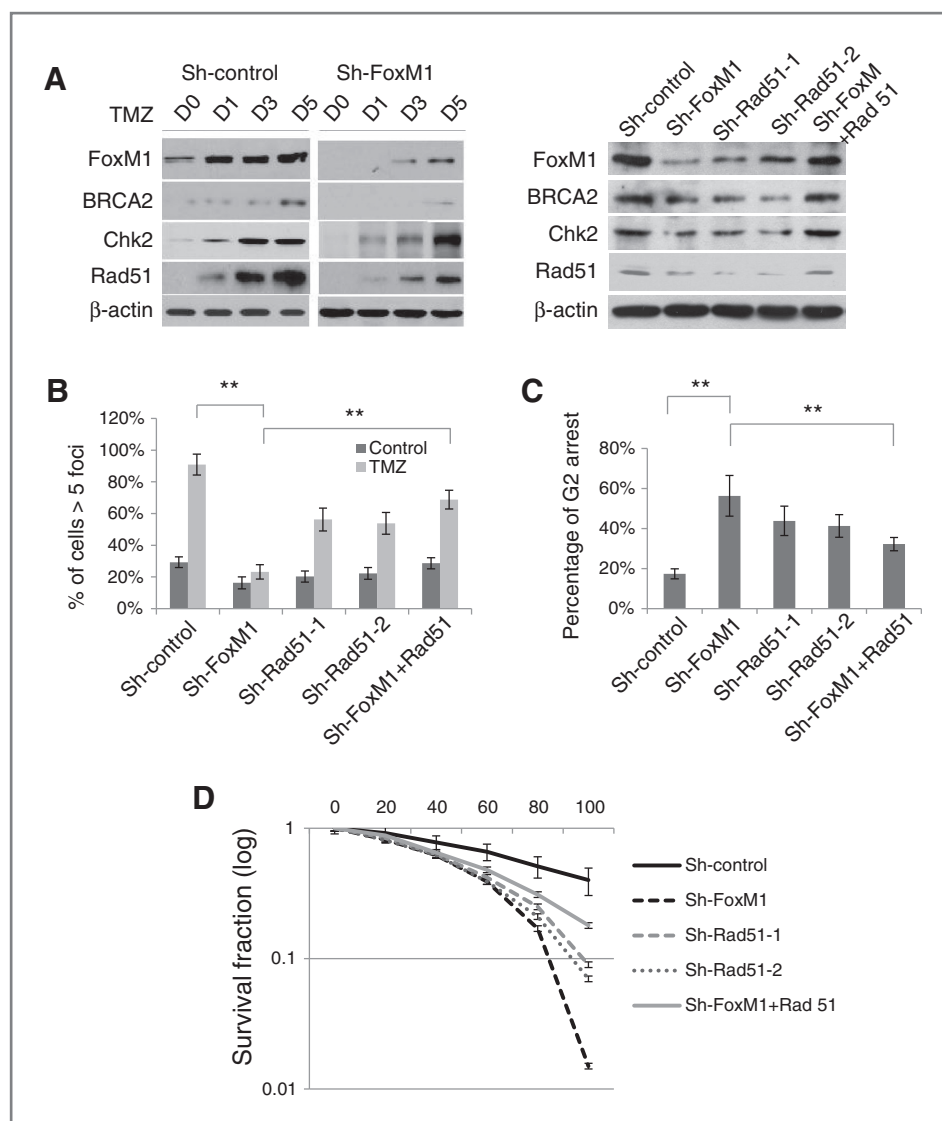 A
Sh-control
Sh-FoxM1
TMZ
D0
D1
D3
D5
D0
D1
D3
D5
FoxM1
BRCA2
Chk2
Rad51
β-actin
Sh-control
Sh-FoxM1
Sh-Rad51-1
Sh-Rad51-2
Sh-FoxM
+Rad 51
FoxM1
BRCA2
Chk2
Rad51
β-actin
B
**
**
% of cells > 5 foci
120%
100%
80%
60%
40%
20%
0%
Control
TMZ
Sh-control
Sh-FoxM1
Sh-Rad51-1
Sh-Rad51-2
Sh-FoxM1+Rad51
C
**
**
Percentage of G2 arrest
80%
60%
40%
20%
0%
Sh-control
Sh-FoxM1
Sh-Rad51-1
Sh-Rad51-2
Sh-FoxM1+Rad51
D
0 20 40 60 80 100
Survival fraction (log)
1
0.1
0.01
Sh-control
Sh-FoxM1
Sh-Rad51-1
Sh-Rad51-2
Sh-FoxM1+Rad 51